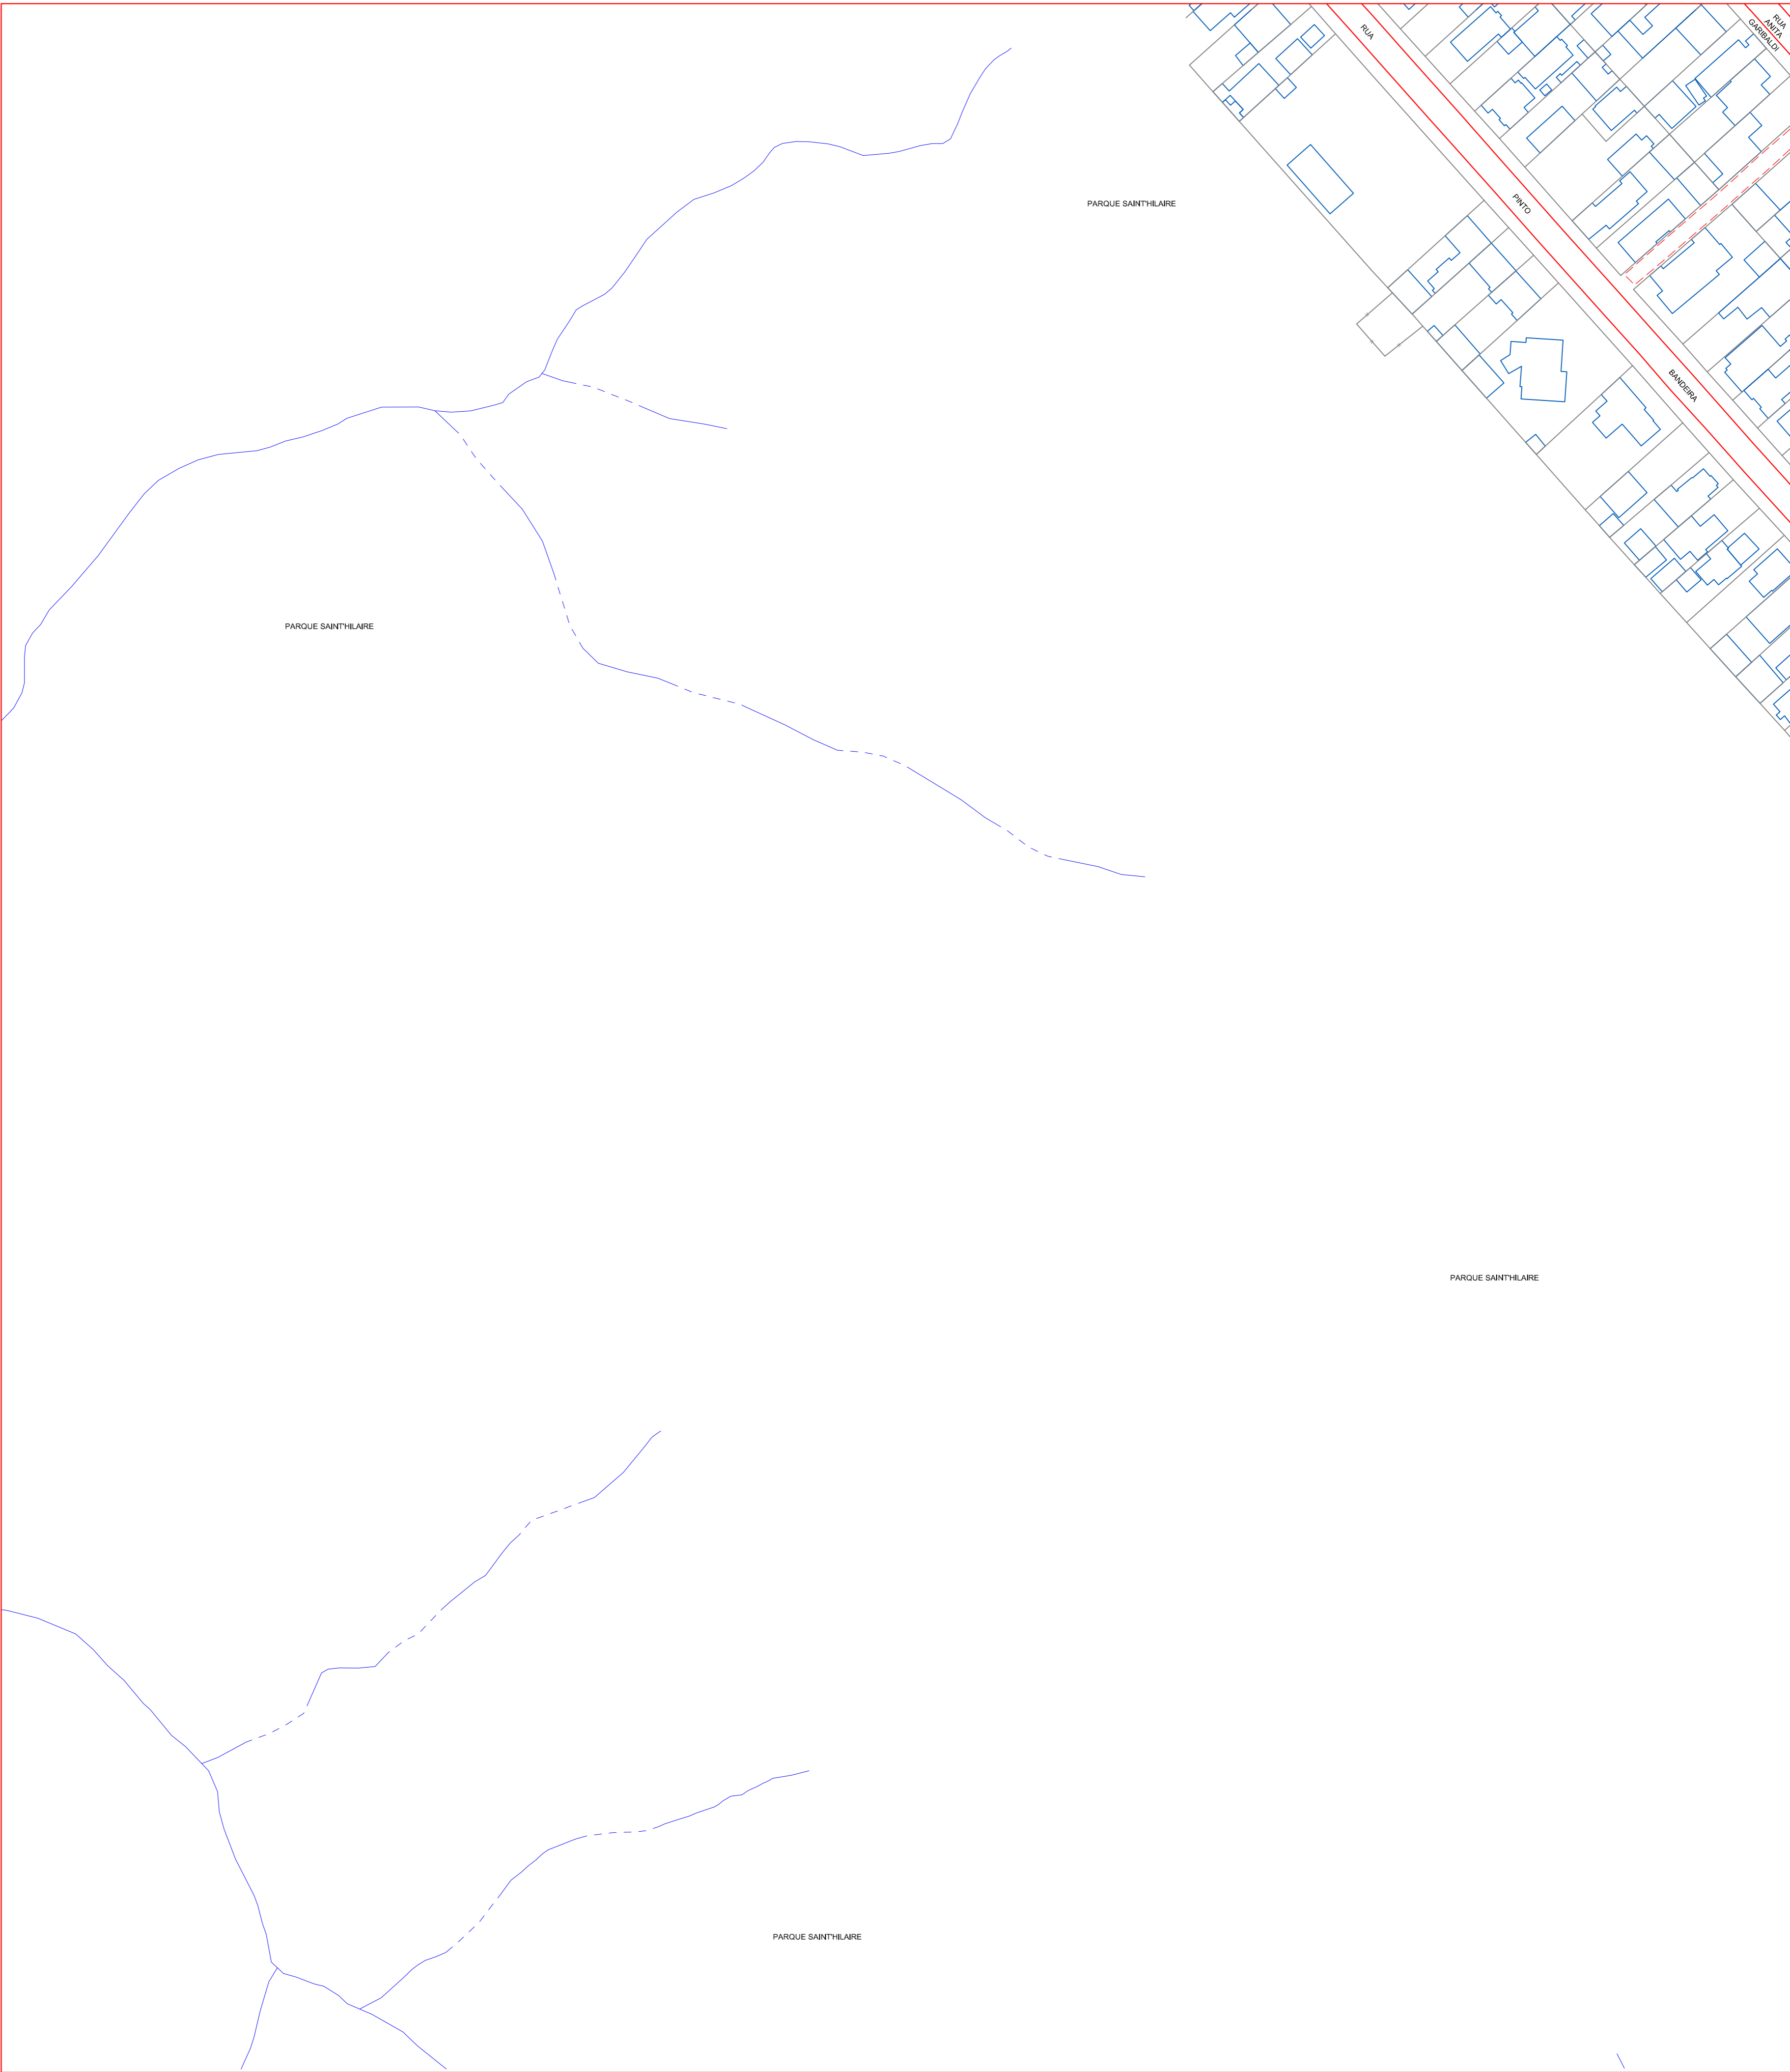 RUA
RUA
ANITA
GARIBALDI
PARQUE SAINT'HILAIRE
PINTO
BANDEIRA
PARQUE SAINT'HILAIRE
PARQUE SAINT'HILAIRE
PARQUE SAINT'HILAIRE